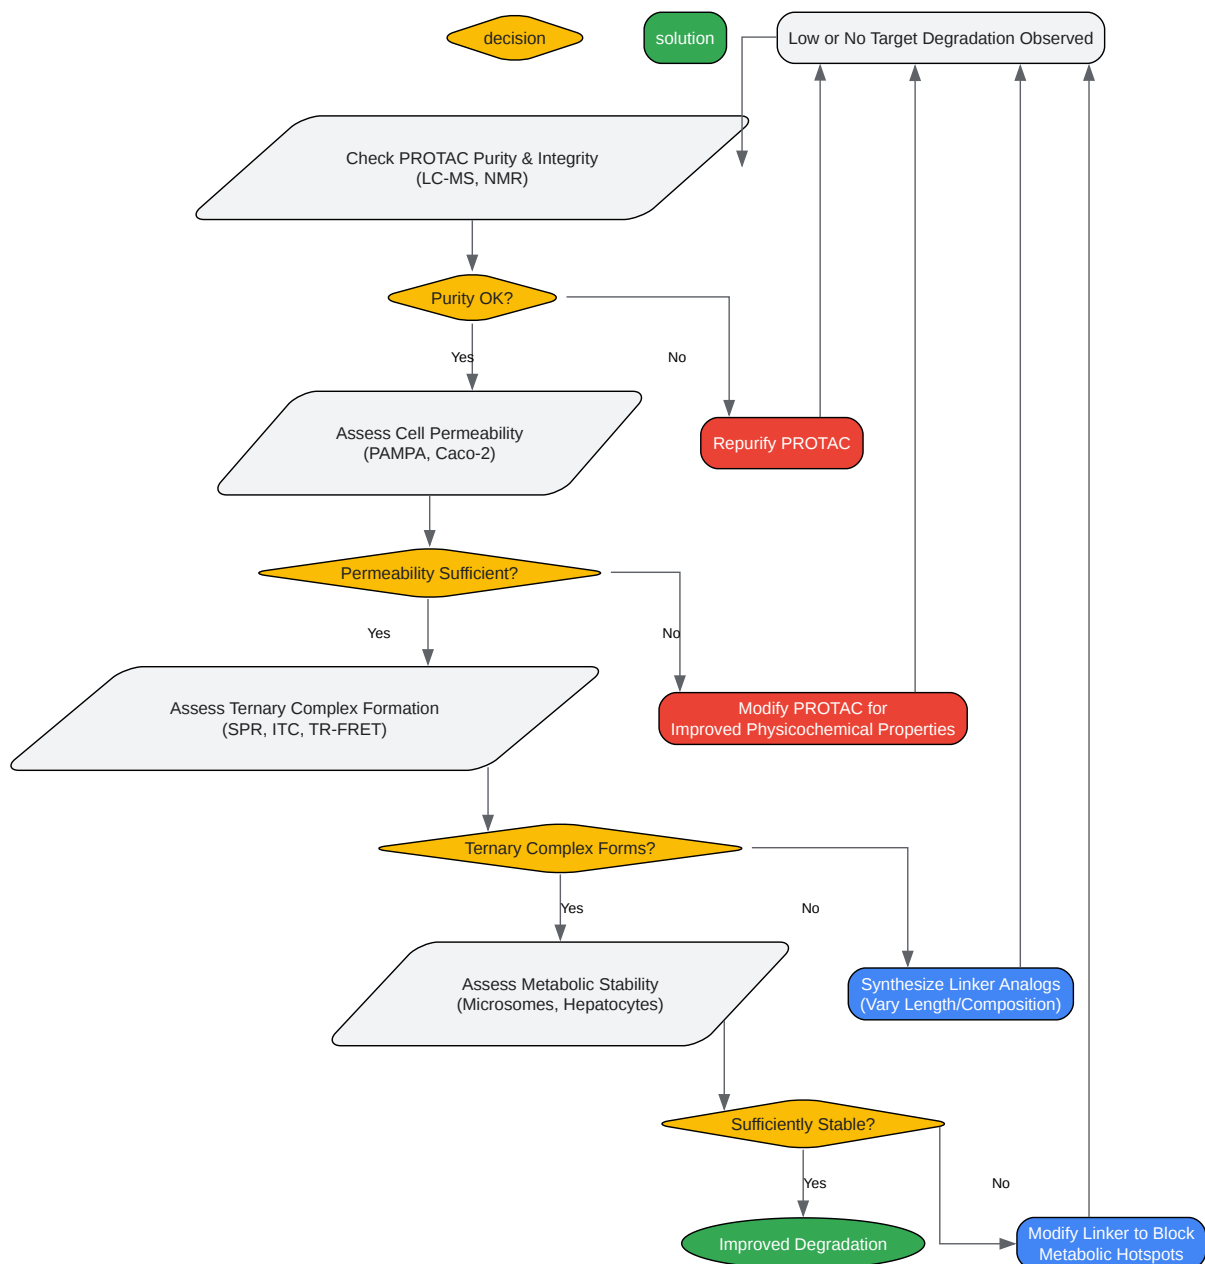 decision
solution
Low or No Target Degradation Observed
Check PROTAC Purity & Integrity
(LC-MS, NMR)
Purity OK?
Yes
No
Assess Cell Permeability
(PAMPA, Caco-2)
Repurify PROTAC
Permeability Sufficient?
Yes
No
Assess Ternary Complex Formation
(SPR, ITC, TR-FRET)
Modify PROTAC for
Improved Physicochemical Properties
Ternary Complex Forms?
Yes
No
Assess Metabolic Stability
(Microsomes, Hepatocytes)
Synthesize Linker Analogs
(Vary Length/Composition)
Sufficiently Stable?
Yes
No
Improved Degradation
Modify Linker to Block
Metabolic Hotspots